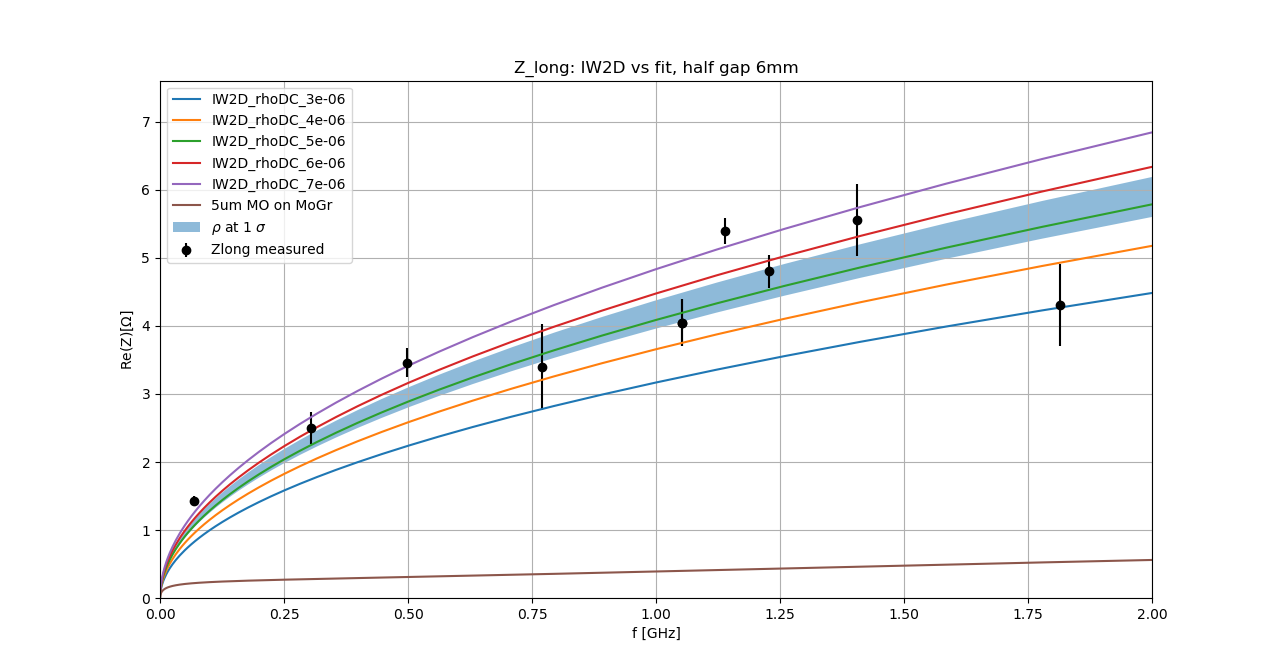 Z_long: IW2D vs fit, half gap 6mm
IW2D_rhoDC_3e-06
IW2D_rhoDC_4e-06
IW2D_rhoDC_5e-06
IW2D_rhoDC_6e-06
IW2D_rhoDC_7e-06
5um MO on MoGr
ρ at 1 σ
Zlong measured
Re(Z)[Ω]
7
6
5
4
3
2
1
0
0.00 0.25 0.50 0.75 1.00 1.25 1.50 1.75 2.00
f [GHz]